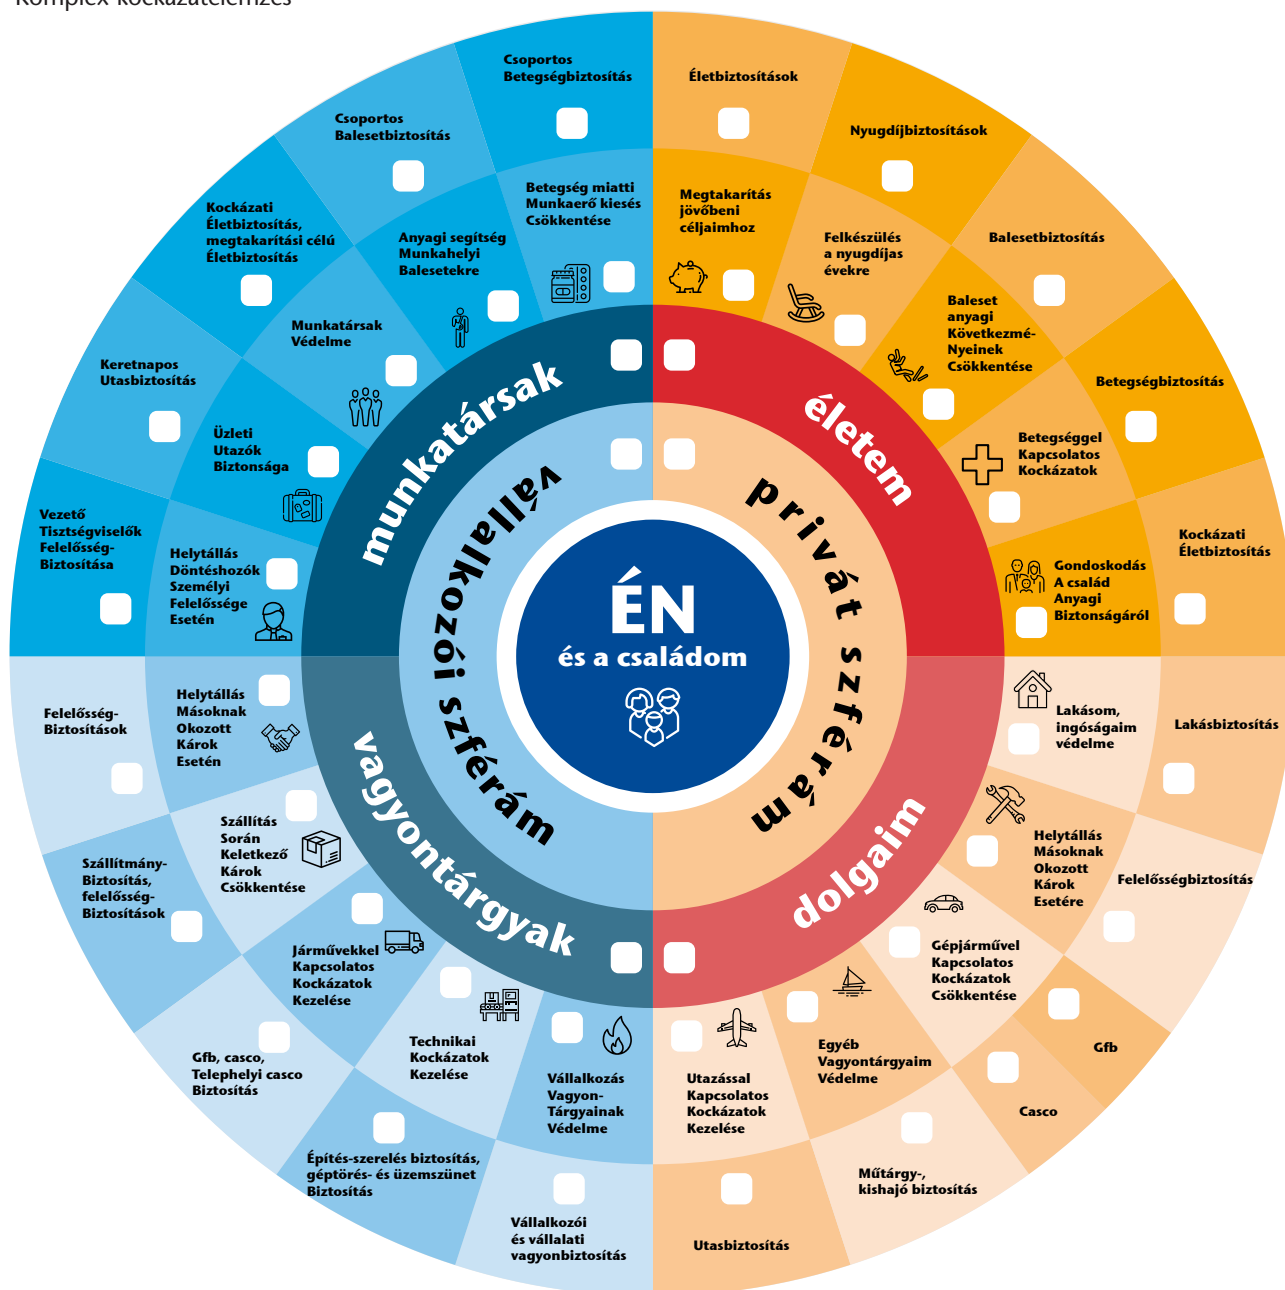 Komplex kockázatelemzés
Csoportos
Betegségbiztosítás
Életbiztosítások
Csoportos
Balesetbiztosítás
Nyugdíjbiztosítások
Betegség miatti
Munkaerő kiesés
Csökkentése
Megtakarítás
jövőbeni
céljaimhoz
Kockázati
Életbiztosítás,
megtakarítási célú
Életbiztosítás
Anyagi segítség
Munkahelyi
Balesetekre
Felkészülés
a nyugdíjas
évekre
Balesetbiztosítás
Munkatársak
Védelme
Baleset
anyagi
Következmé-
Nyeinek
Csökkentése
Keretnapos
Utasbiztosítás
Betegségbiztosítás
Üzleti
Utazók
Biztonsága
Betegséggel
Kapcsolatos
Kockázatok
munkatársak
életem
Vezető
Tisztségviselők
Felelősség-
Biztosítása
Helytállás
Döntéshozók
Személyi
Felelőssége
Esetén
vállalkozói szférám
privát szférám
Gondoskodás
A család
Anyagi
Biztonságáról
Kockázati
Életbiztosítás
ÉN
és a családom
Felelősség-
Biztosítások
Helytállás
Másoknak
Okozott
Károk
Esetén
Lakásom,
ingóságaim
védelme
Lakásbiztosítás
vagyontárgyak
dolgaim
Szállítmány-
Biztosítás,
felelősség-
Biztosítások
Szállítás
Során
Keletkező
Károk
Csökkentése
Helytállás
Másoknak
Okozott
Károk
Esetére
Felelősségbiztosítás
Járművekkel
Kapcsolatos
Kockázatok
Kezelése
Gépjárművel
Kapcsolatos
Kockázatok
Csökkentése
Gfb, casco,
Telephelyi casco
Biztosítás
Technikai
Kockázatok
Kezelése
Vállalkozás
Vagyon-
Tárgyainak
Védelme
Utazással
Kapcsolatos
Kockázatok
Kezelése
Egyéb
Vagyontárgyaim
Védelme
Gfb
Casco
Építés-szerelés biztosítás,
géptörés- és üzemszünet
Biztosítás
Műtárgy-,
kishajó biztosítás
Vállalkozói
és vállalati
vagyonbiztosítás
Utasbiztosítás